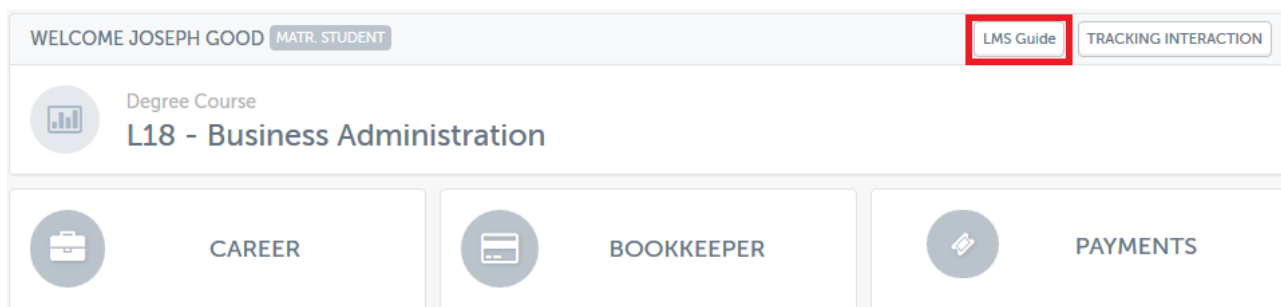 WELCOME JOSEPH GOOD MATR. STUDENT LMS Guide TRACKING INTERACTION
Degree Course
L18 - Business Administration
CAREER BOOKKEEPER PAYMENTS